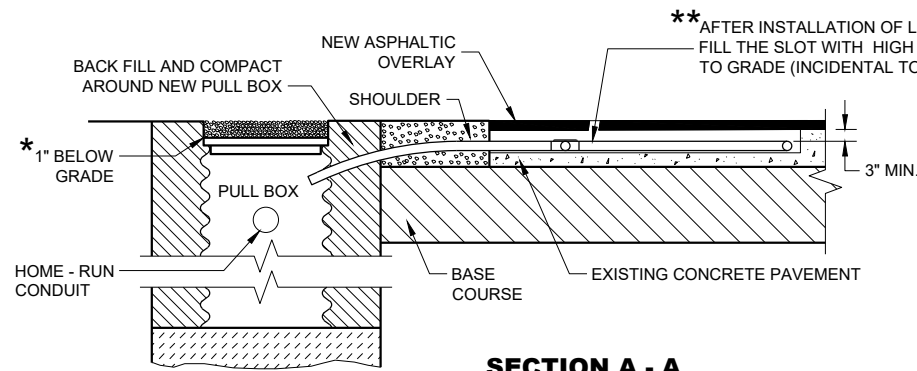 **AFTER INSTALLATION OF L
FILL THE SLOT WITH HIGH
TO GRADE (INCIDENTAL TO
NEW ASPHALTIC
OVERLAY
BACK FILL AND COMPACT
AROUND NEW PULL BOX
SHOULDER
*1" BELOW
GRADE
3" MIN.
PULL BOX
HOME - RUN
CONDUIT
BASE
COURSE
EXISTING CONCRETE PAVEMENT
SECTION A - A